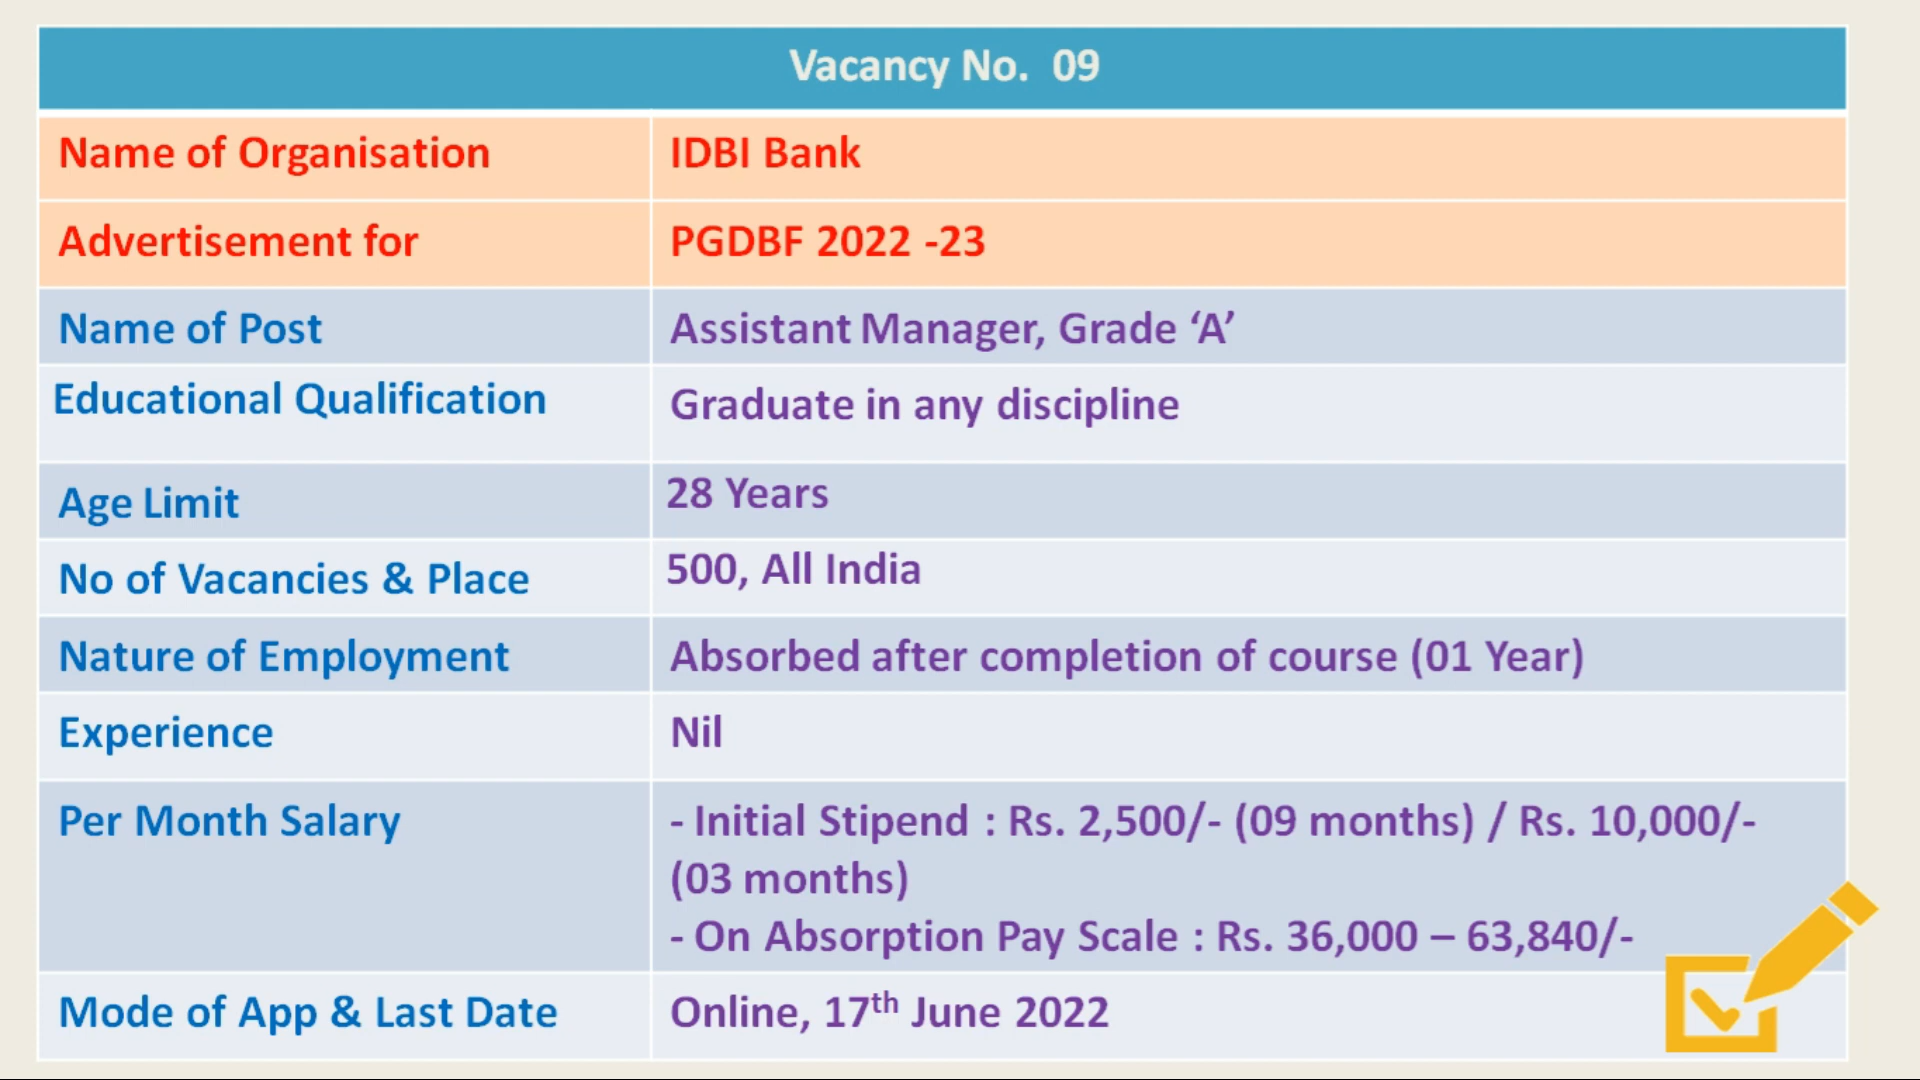 Vacancy No. 09
Name of Organisation IDBI Bank
Advertisement for PGDBF 2022 -23
Name of Post Assistant Manager, Grade ‘A’
Educational Qualification Graduate in any discipline
Age Limit 28 Years
No of Vacancies & Place 500, All India
Nature of Employment Absorbed after completion of course (01 Year)
Experience Nil
Per Month Salary - Initial Stipend : Rs. 2,500/- (09 months) / Rs. 10,000/-
(03 months)
- On Absorption Pay Scale : Rs. 36,000 – 63,840/-
Mode of App & Last Date Online, 17th June 2022